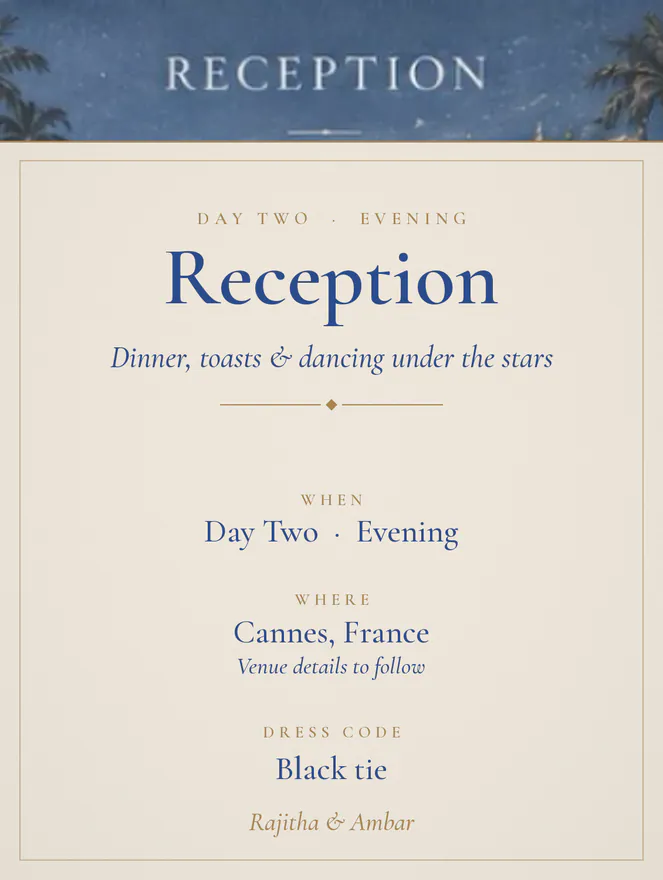 RECEPTION
DAY TWO · EVENING
Reception
Dinner, toasts & dancing under the stars
WHEN
Day Two · Evening
WHERE
Cannes, France
Venue details to follow
DRESS CODE
Black tie
Rajitha & Ambar